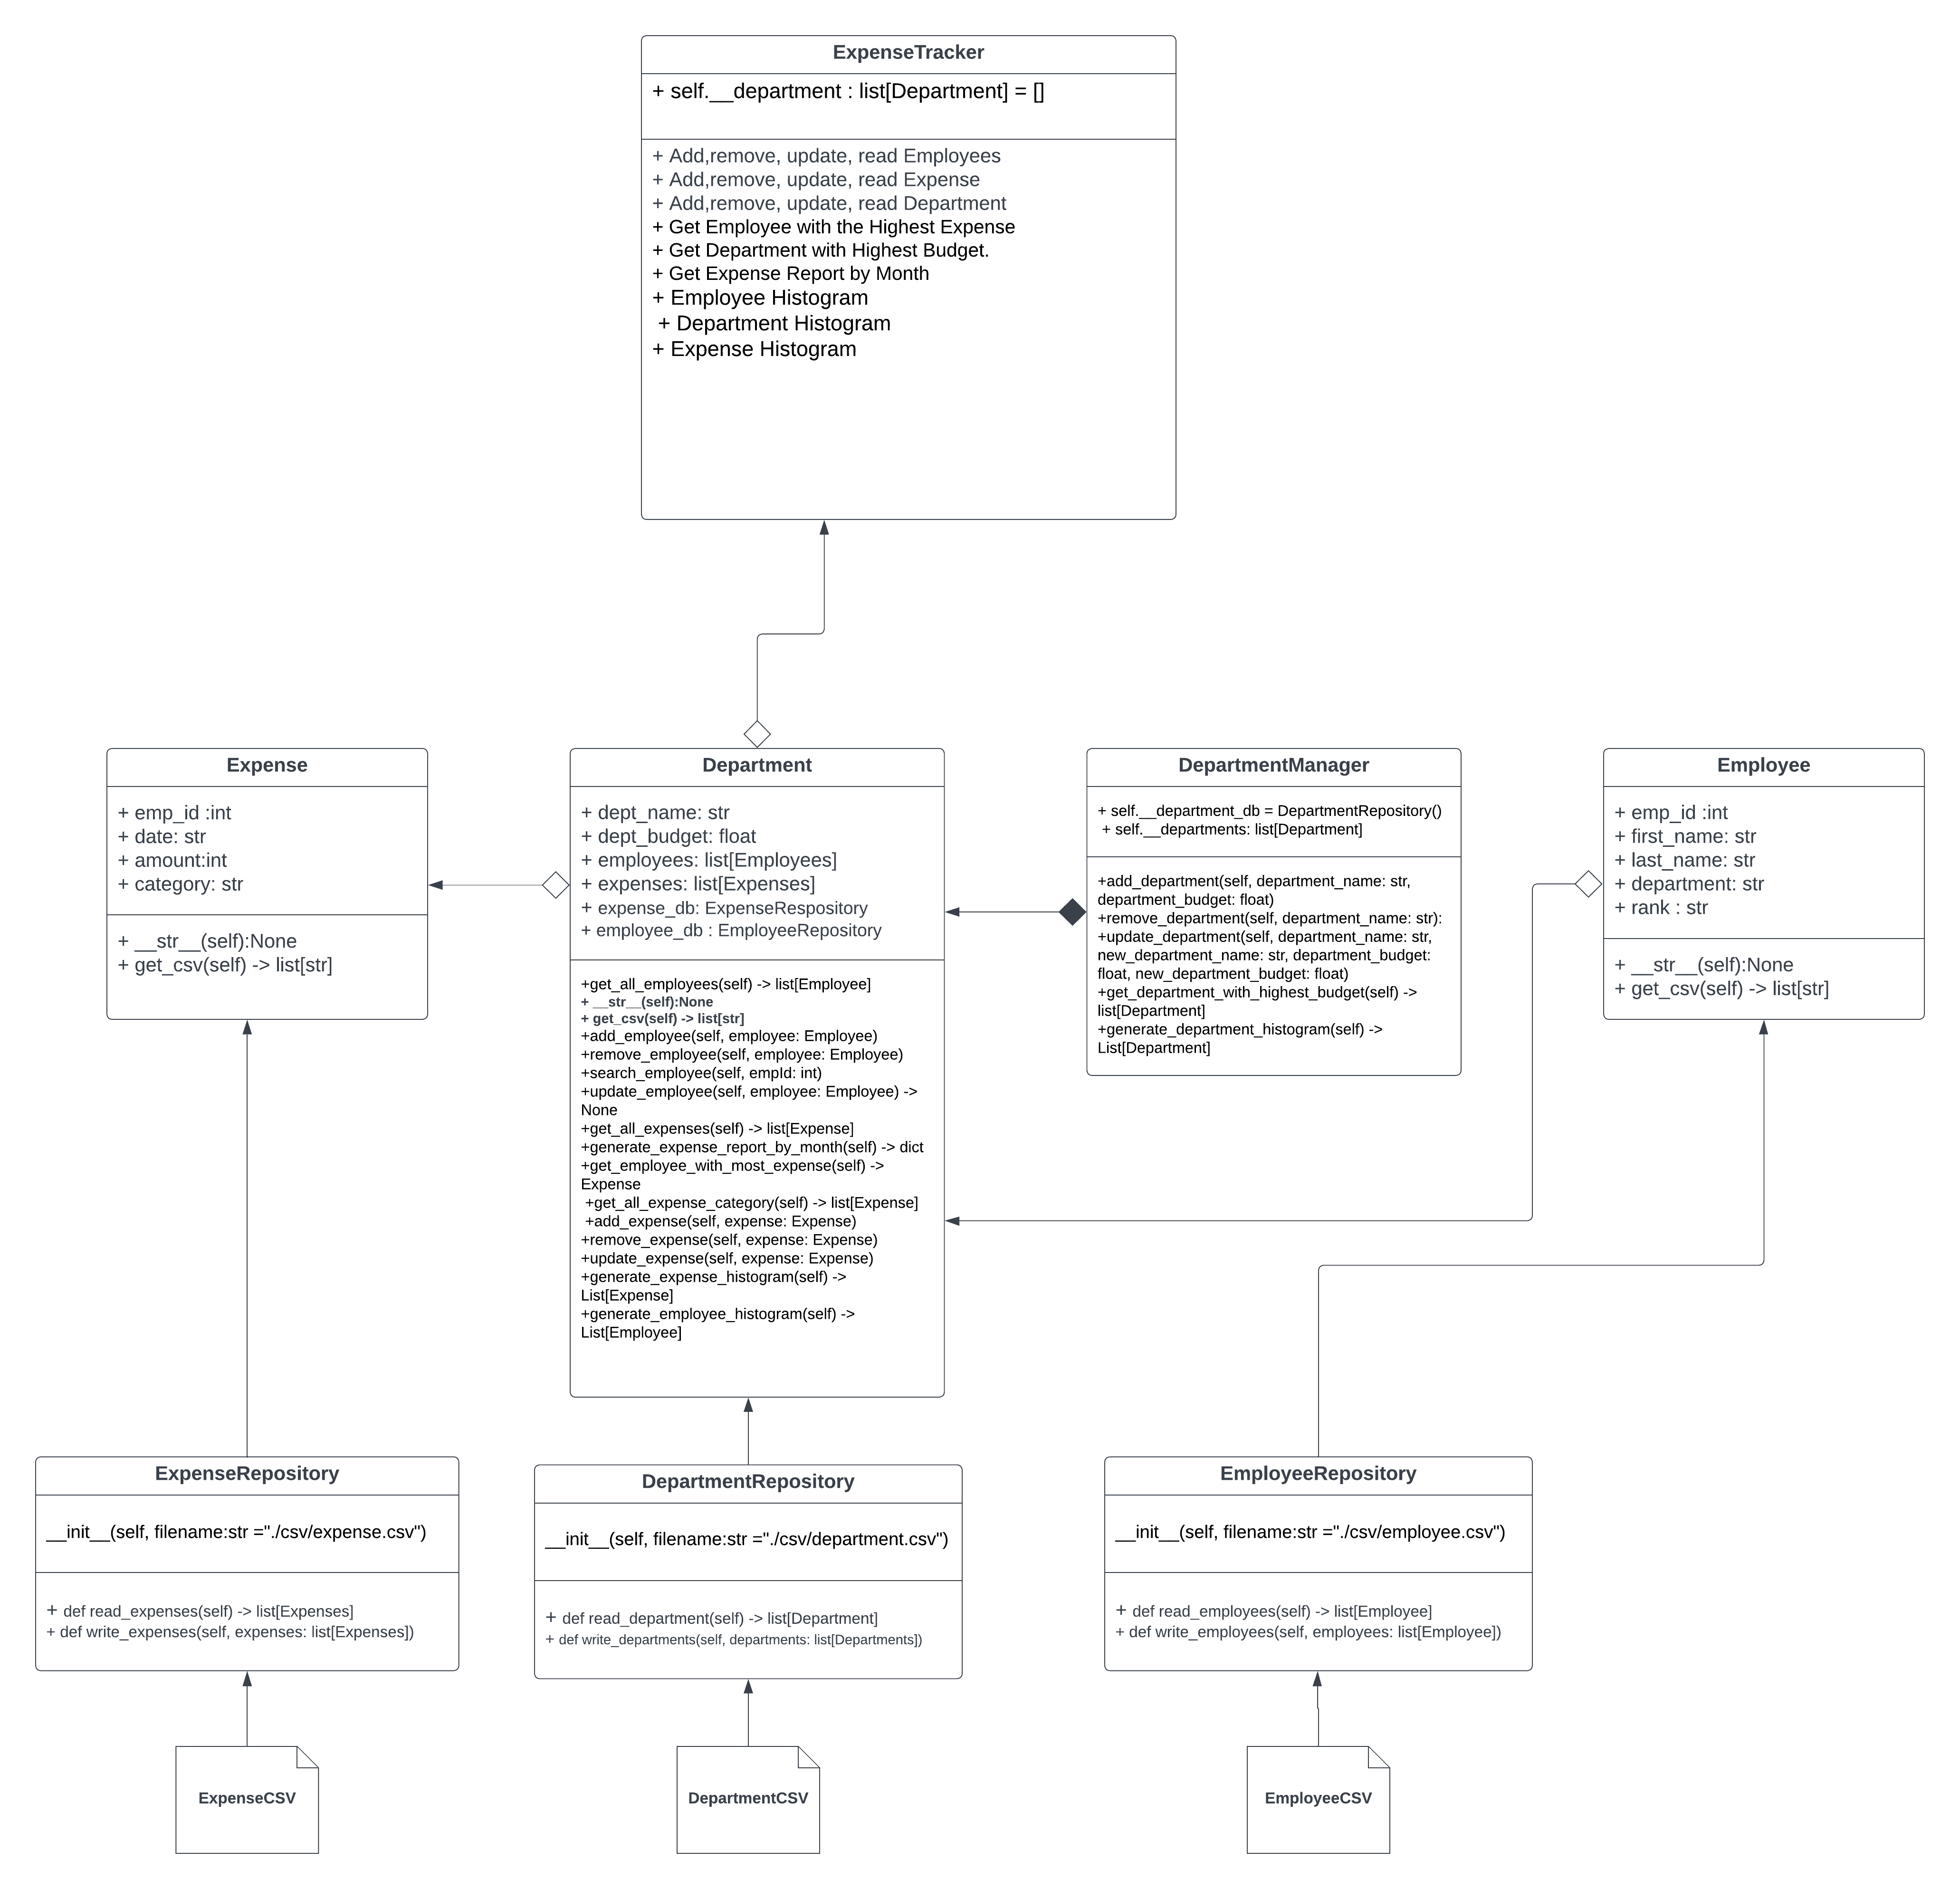 ExpenseTracker
+ self.__department : list[Department] = []
+ Add,remove, update, read Employees
+ Add,remove, update, read Expense
+ Add,remove, update, read Department
+ Get Employee with the Highest Expense
+ Get Department with Highest Budget.
+ Get Expense Report by Month
+ Employee Histogram
+ Department Histogram
+ Expense Histogram
Expense
+ emp_id :int
+ date: str
+ amount:int
+ category: str
+ __str__(self):None
+ get_csv(self) -> list[str]
Department
+ dept_name: str
+ dept_budget: float
+ employees: list[Employees]
+ expenses: list[Expenses]
+ expense_db: ExpenseRespository
+ employee_db : EmployeeRepository
+get_all_employees(self) -> list[Employee]
+ __str__(self):None
+ get_csv(self) -> list[str]
+add_employee(self, employee: Employee)
+remove_employee(self, employee: Employee)
+search_employee(self, empId: int)
+update_employee(self, employee: Employee) ->
None
+get_all_expenses(self) -> list[Expense]
+generate_expense_report_by_month(self) -> dict
+get_employee_with_most_expense(self) ->
Expense
+get_all_expense_category(self) -> list[Expense]
+add_expense(self, expense: Expense)
+remove_expense(self, expense: Expense)
+update_expense(self, expense: Expense)
+generate_expense_histogram(self) ->
List[Expense]
+generate_employee_histogram(self) ->
List[Employee]
DepartmentManager
+ self.__department_db = DepartmentRepository()
+ self.__departments: list[Department]
+add_department(self, department_name: str,
department_budget: float)
+remove_department(self, department_name: str):
+update_department(self, department_name: str,
new_department_name: str, department_budget:
float, new_department_budget: float)
+get_department_with_highest_budget(self) ->
list[Department]
+generate_department_histogram(self) ->
List[Department]
Employee
+ emp_id :int
+ first_name: str
+ last_name: str
+ department: str
+ rank : str
+ __str__(self):None
+ get_csv(self) -> list[str]
ExpenseRepository
__init__(self, filename:str ="./csv/expense.csv")
+ def read_expenses(self) -> list[Expenses]
+ def write_expenses(self, expenses: list[Expenses])
DepartmentRepository
__init__(self, filename:str ="./csv/department.csv")
+ def read_department(self) -> list[Department]
+ def write_departments(self, departments: list[Departments])
EmployeeRepository
__init__(self, filename:str ="./csv/employee.csv")
+ def read_employees(self) -> list[Employee]
+ def write_employees(self, employees: list[Employee])
ExpenseCSV
DepartmentCSV
EmployeeCSV